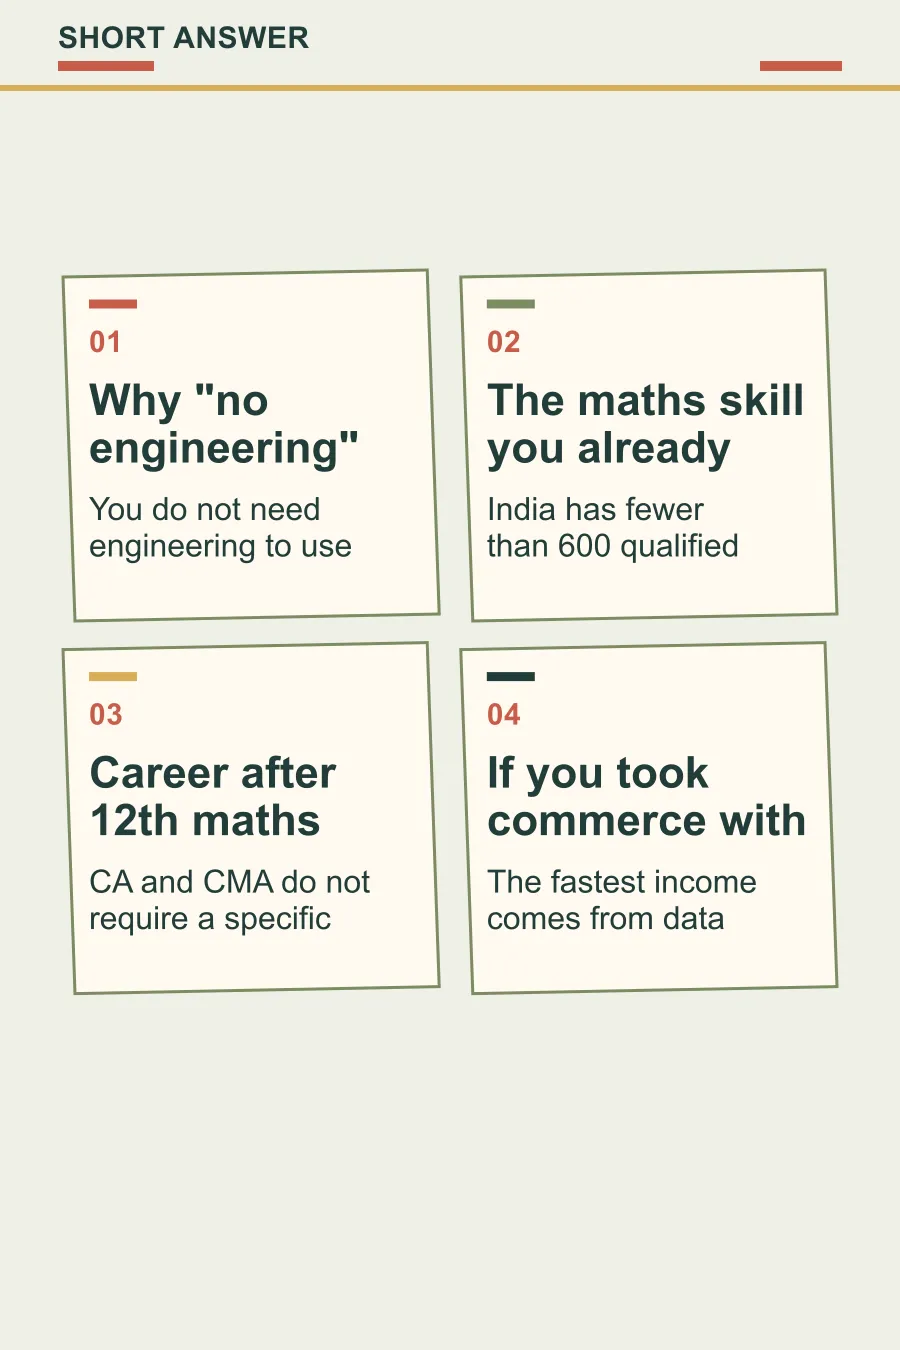 SHORT ANSWER
01
Why "no
engineering"
You do not need
engineering to use
02
The maths skill
you already
India has fewer
than 600 qualified
03
Career after
12th maths
CA and CMA do not
require a specific
04
If you took
commerce with
The fastest income
comes from data